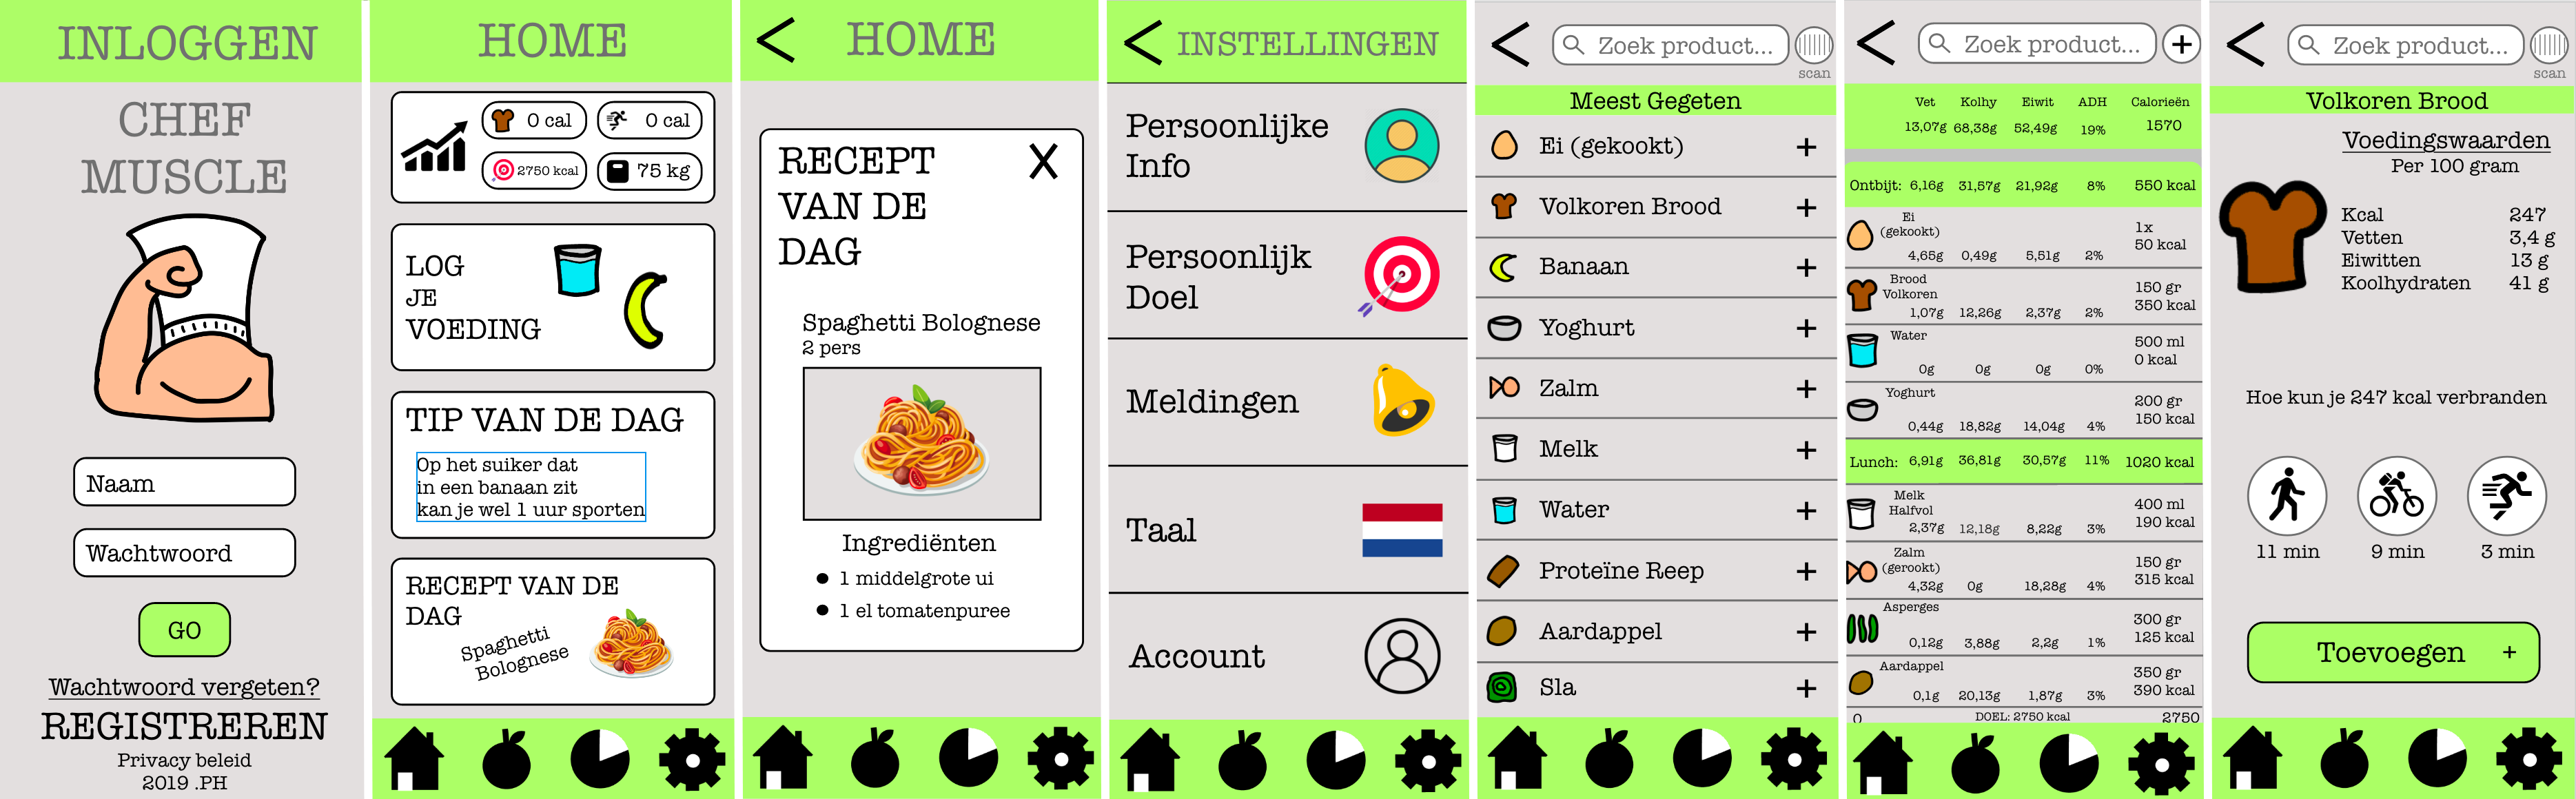 INLOGGEN
CHEF
MUSCLE
Naam
Wachtwoord
GO
Wachtwoord vergeten?
REGISTREREN
Privacy beleid
2019 .PH
HOME
0 cal
0 cal
2750 kcal
75 kg
LOG
JE
VOEDING
TIP VAN DE DAG
Op het suiker dat
in een banaan zit
kan je wel 1 uur sporten
RECEPT VAN DE
DAG
Spaghetti
Bolognese
HOME
RECEPT
VAN DE
DAG
X
Spaghetti Bolognese
2 pers
Ingrediënten
• 1 middelgrote ui
• 1 el tomatenpuree
INSTELLINGEN
Persoonlijke
Info
Persoonlijk
Doel
Meldingen
Taal
Account
Zoek product...
scan
Meest Gegeten
Ei (gekookt) +
Volkoren Brood +
Banaan +
Yoghurt +
Zalm +
Melk +
Water +
Proteïne Reep +
Aardappel +
Sla +
Zoek product... +
Vet Kolhy Eiwit ADH Calorieën
13,07g 68,38g 52,49g 19% 1570
Ontbijt: 6,16g 31,57g 21,92g 8% 550 kcal
Ei
(gekookt)
1x
50 kcal
4,65g 0,49g 5,51g 2%
Brood
Volkoren
150 gr
350 kcal
1,07g 12,26g 2,37g 2%
Water
500 ml
0 kcal
0g 0g 0g 0%
Yoghurt
200 gr
150 kcal
0,44g 18,82g 14,04g 4%
Lunch: 6,91g 36,81g 30,57g 11% 1020 kcal
Melk
Halfvol
400 ml
190 kcal
2,37g 12,18g 8,22g 3%
Zalm
(gerookt)
150 gr
315 kcal
4,32g 0g 18,28g 4%
Asperges
300 gr
125 kcal
0,12g 3,88g 2,2g 1%
Aardappel
350 gr
390 kcal
0,1g 20,13g 1,87g 3%
0 DOEL: 2750 kcal 2750
Zoek product...
scan
Volkoren Brood
Voedingswaarden
Per 100 gram
Kcal 247
Vetten 3,4 g
Eiwitten 13 g
Koolhydraten 41 g
Hoe kun je 247 kcal verbranden
11 min 9 min 3 min
Toevoegen +